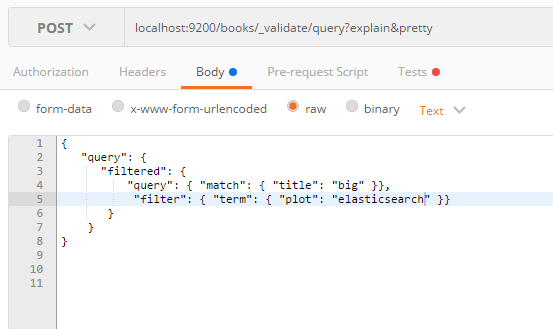 POST localhost:9200/books/_validate/query?explain&pretty
Authorization Headers Body Pre-request Script Tests
form-data x-www-form-urlencoded raw binary Text
1 {
2 "query": {
3 "filtered": {
4 "query": { "match": { "title": "big" }},
5 "filter": { "term": { "plot": "elasticsearch" }}
6 }
7 }
8 }
9
10
11